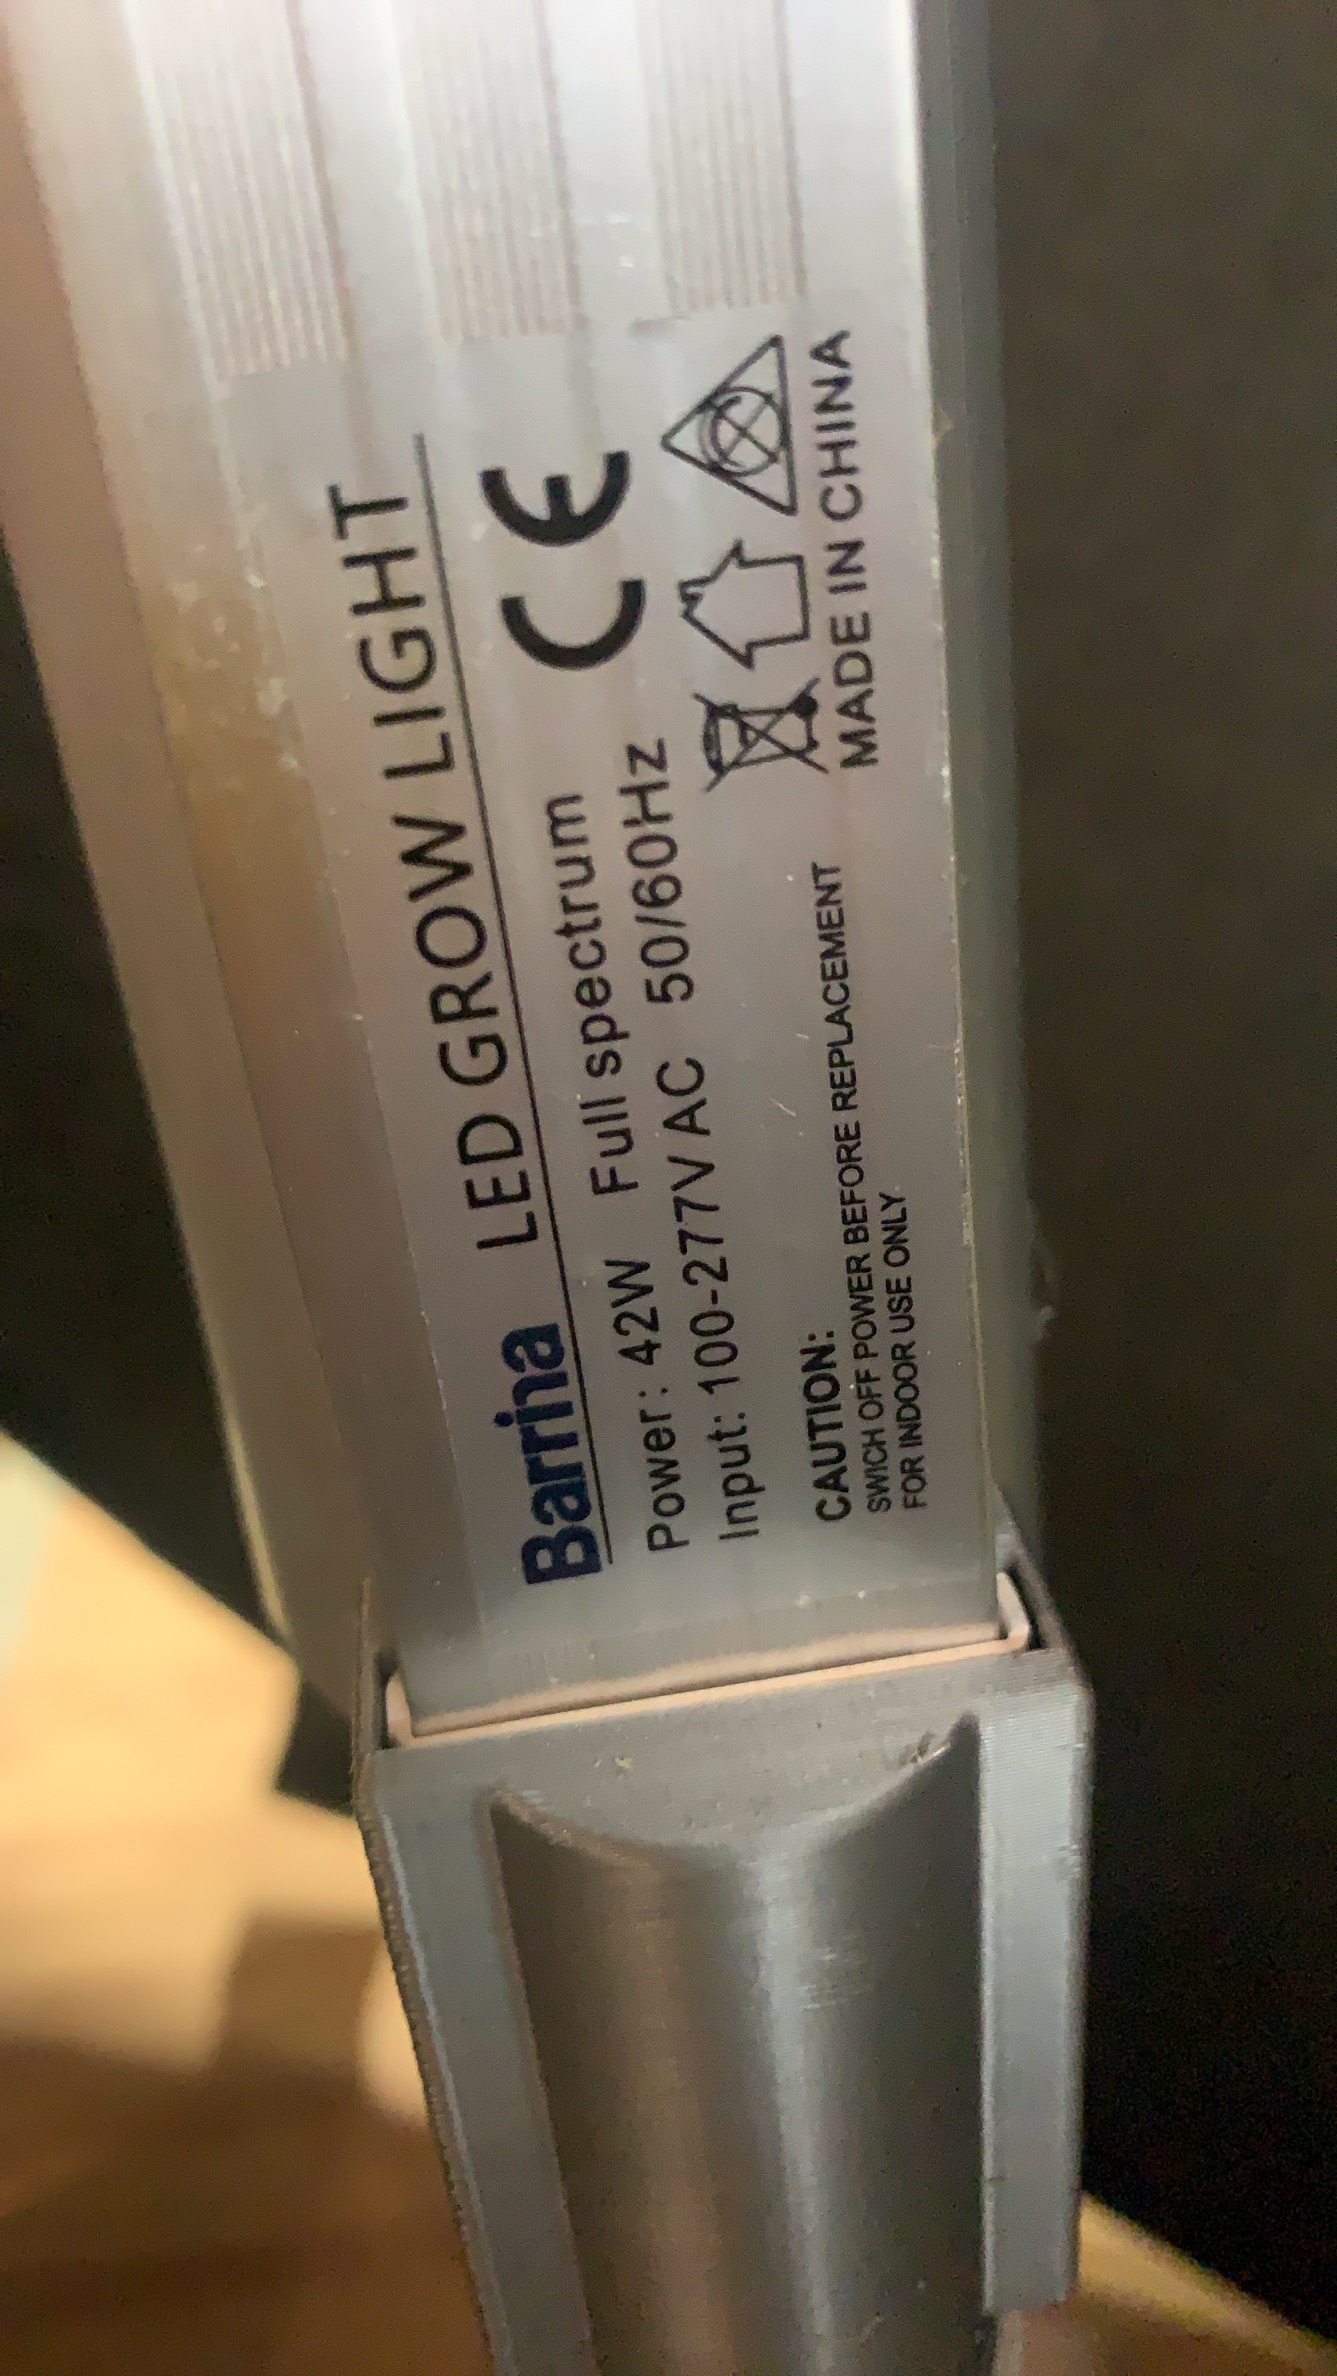 Barrina LED GROW LIGHT
Power: 42W Full spectrum
Input: 100-277V AC 50/60Hz
CE
CAUTION:
SWICH OFF POWER BEFORE REPLACEMENT
FOR INDOOR USE ONLY
MADE IN CHINA